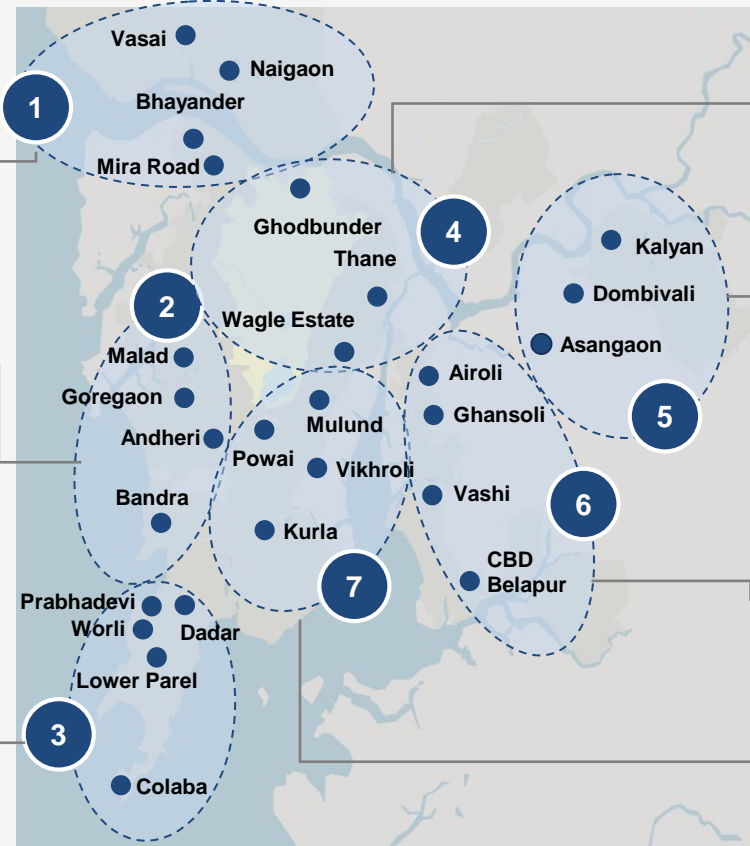 Vasai
Naigaon
1
Bhayander
Mira Road
Ghodbunder
4
Thane
Kalyan
Dombivali
Asangaon
5
2
Wagle Estate
Malad
Goregaon
Andheri
Bandra
Airoli
Ghansoli
Vashi
CBD
Belapur
6
Mulund
Powai
Vikhroli
Kurla
7
Prabhadevi
Worli
Dadar
Lower Parel
3
Colaba